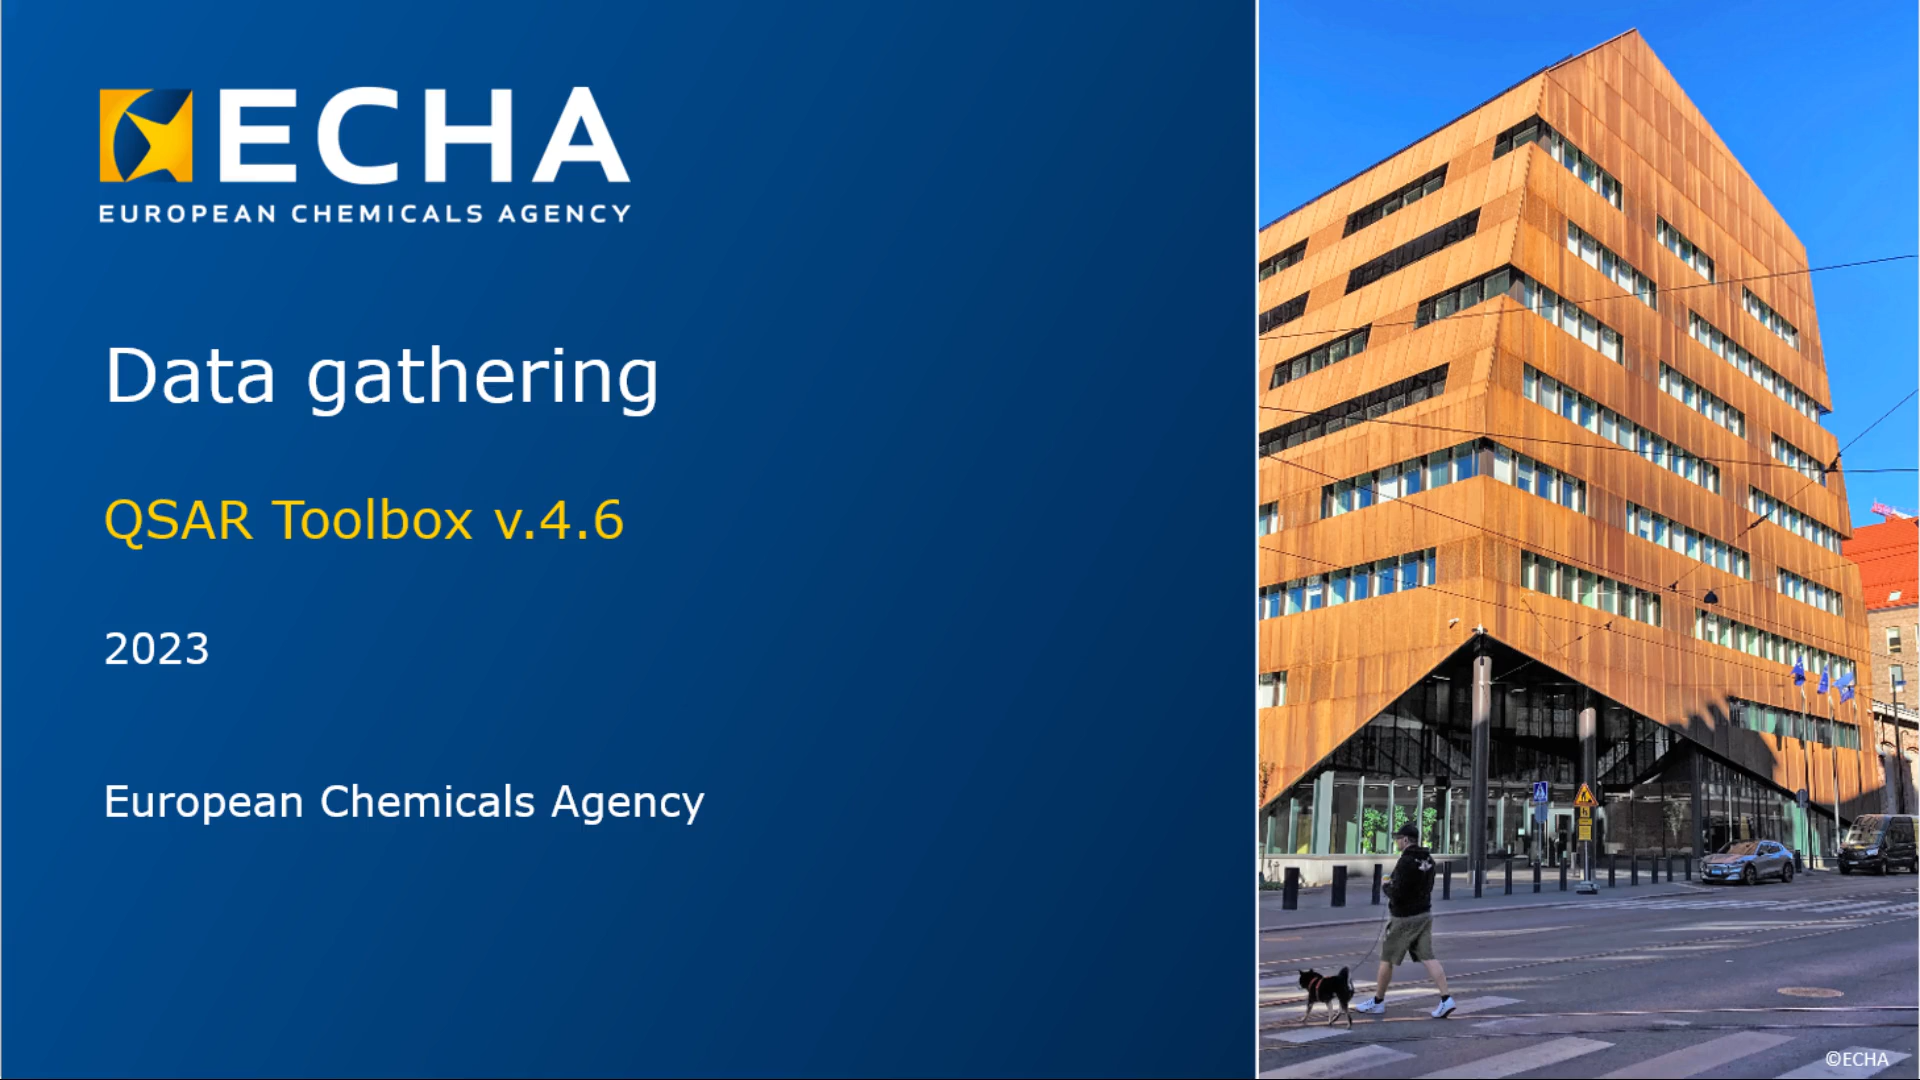 ECHA
EUROPEAN CHEMICALS AGENCY
Data gathering
QSAR Toolbox v.4.6
2023
European Chemicals Agency
©ECHA